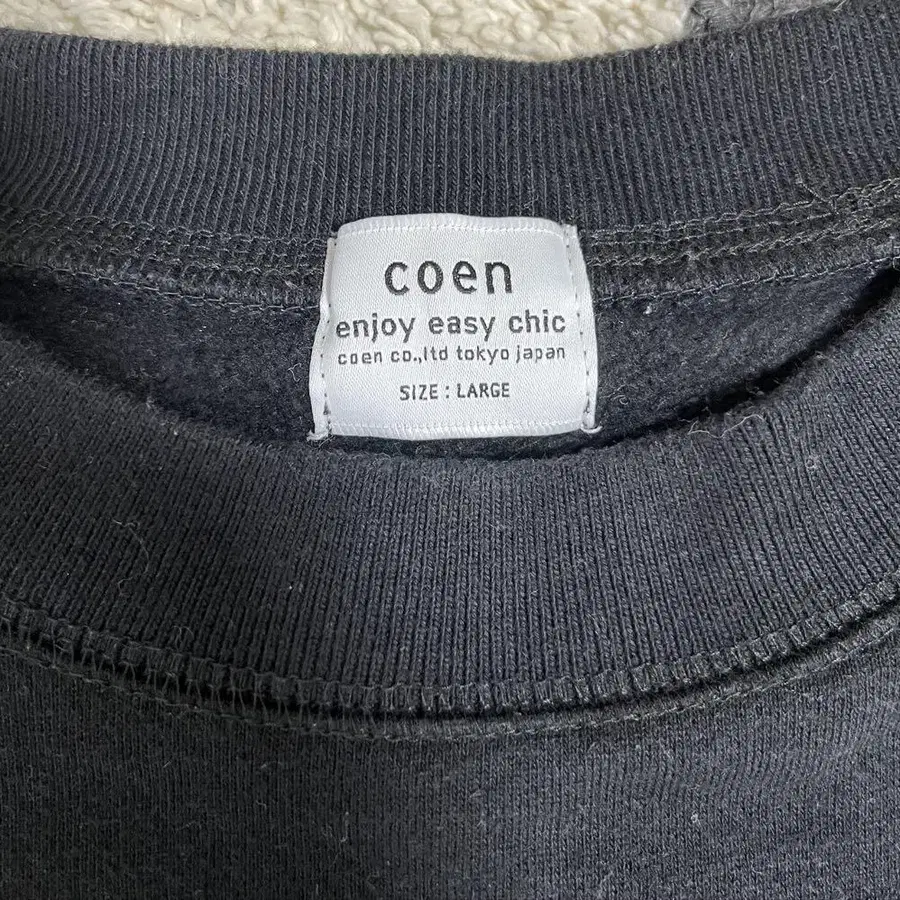 coen
enjoy easy chic
coen co.,ltd tokyo japan
SIZE : LARGE